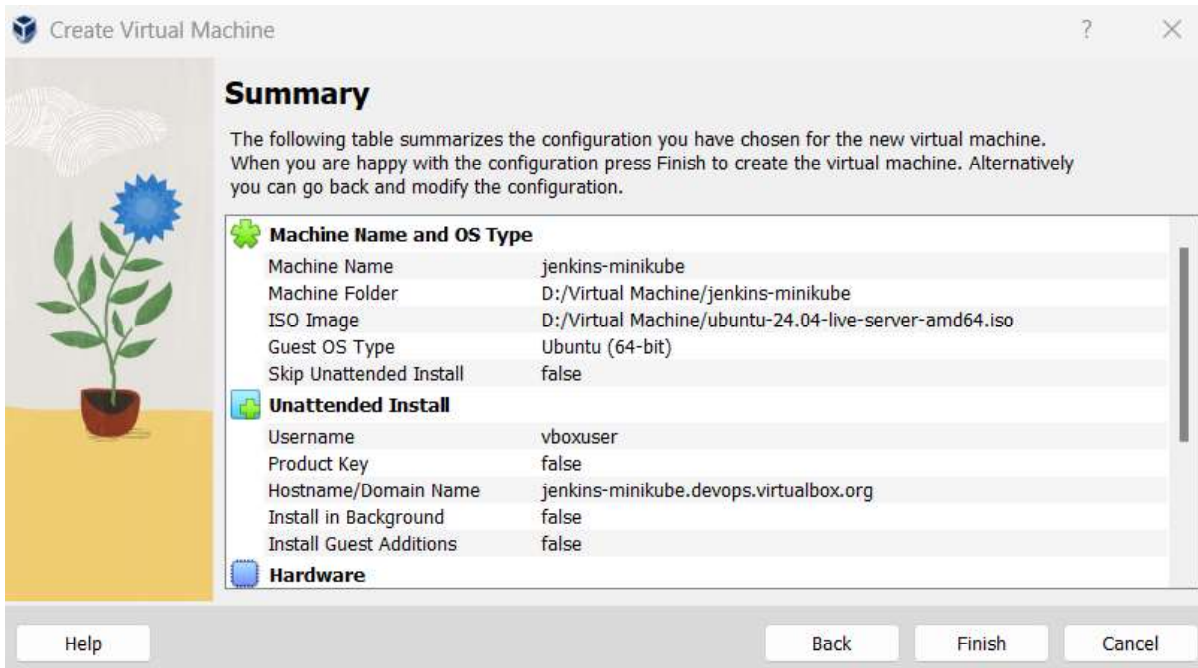 Create Virtual Machine
?
Summary
The following table summarizes the configuration you have chosen for the new virtual machine.
When you are happy with the configuration press Finish to create the virtual machine. Alternatively
you can go back and modify the configuration.
Machine Name and OS Type
Machine Name jenkins-minikube
Machine Folder D:/Virtual Machine/jenkins-minikube
ISO Image D:/Virtual Machine/ubuntu-24.04-live-server-amd64.iso
Guest OS Type Ubuntu (64-bit)
Skip Unattended Install false
Unattended Install
Username vboxuser
Product Key false
Hostname/Domain Name jenkins-minikube.devops.virtualbox.org
Install in Background false
Install Guest Additions false
Hardware
Help Back Finish Cancel